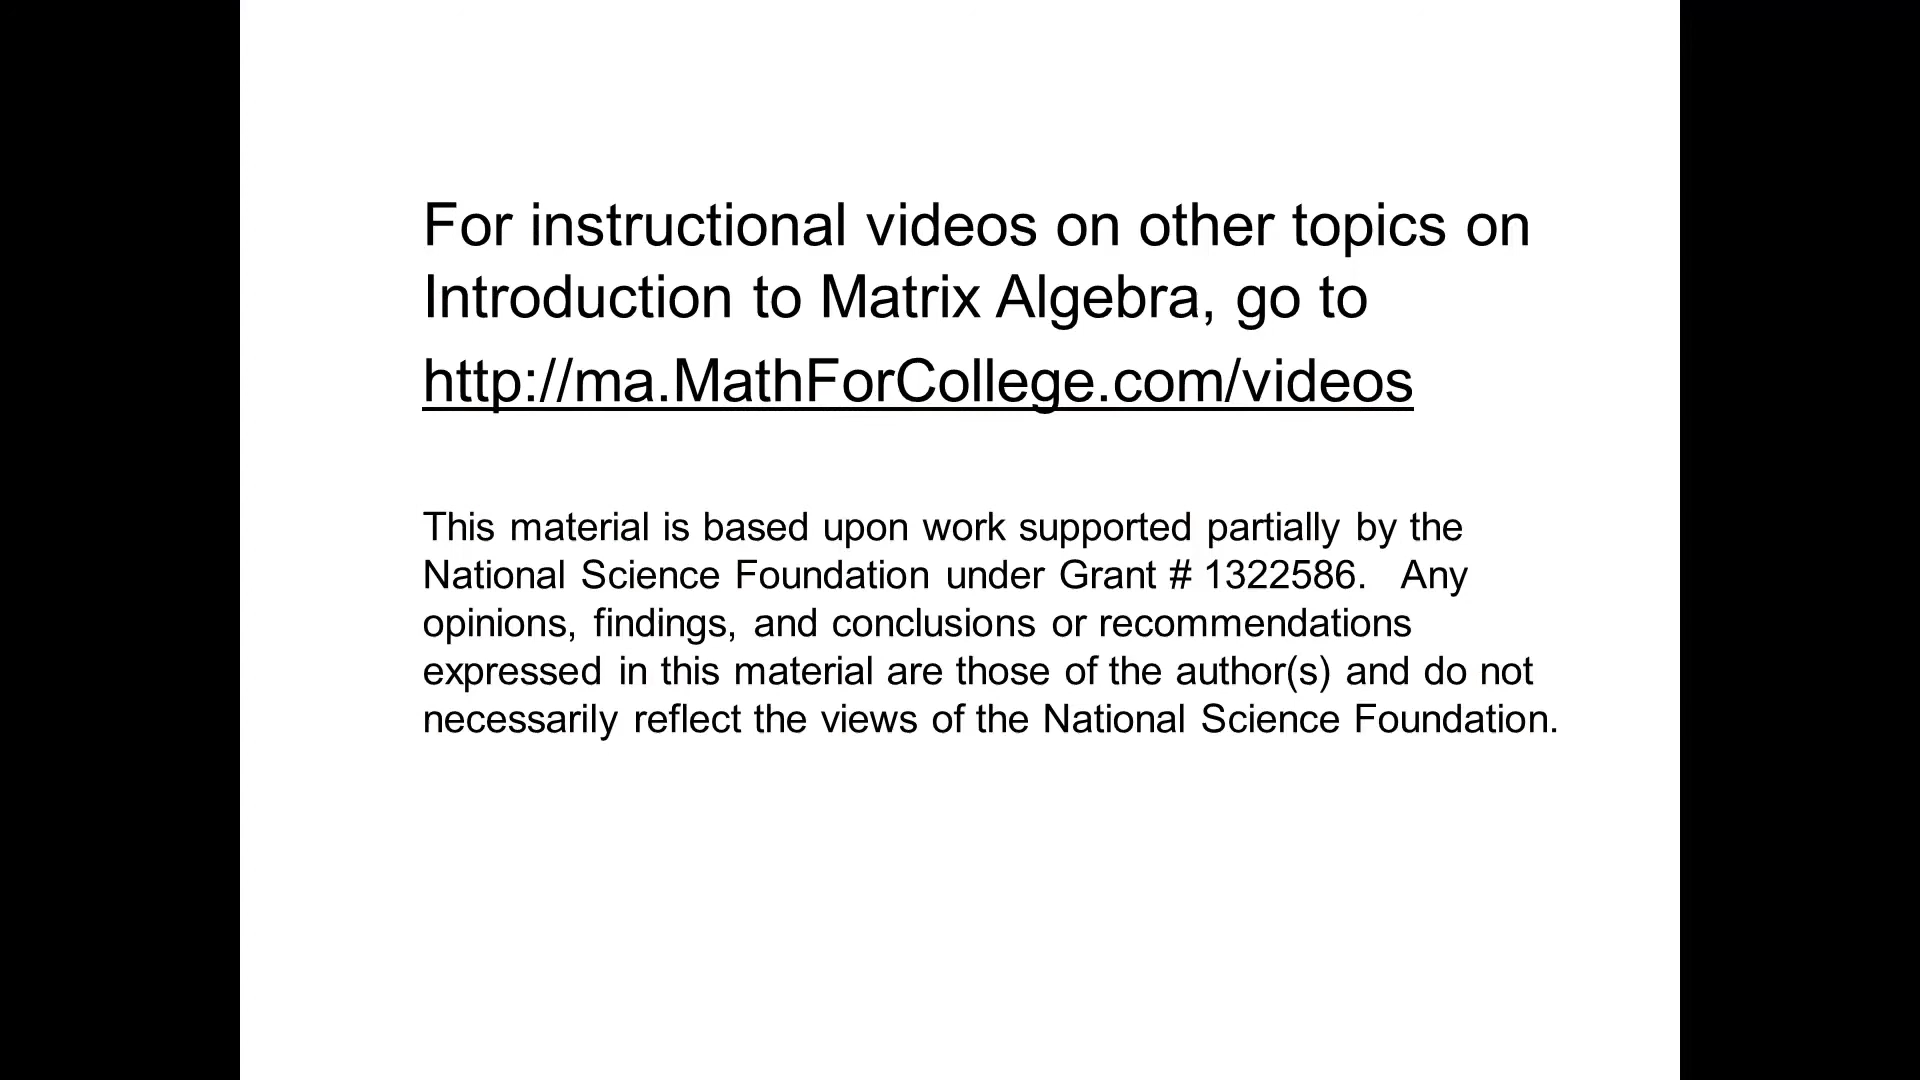 For instructional videos on other topics on
Introduction to Matrix Algebra, go to
http://ma.MathForCollege.com/videos
This material is based upon work supported partially by the
National Science Foundation under Grant # 1322586.   Any
opinions, findings, and conclusions or recommendations
expressed in this material are those of the author(s) and do not
necessarily reflect the views of the National Science Foundation.